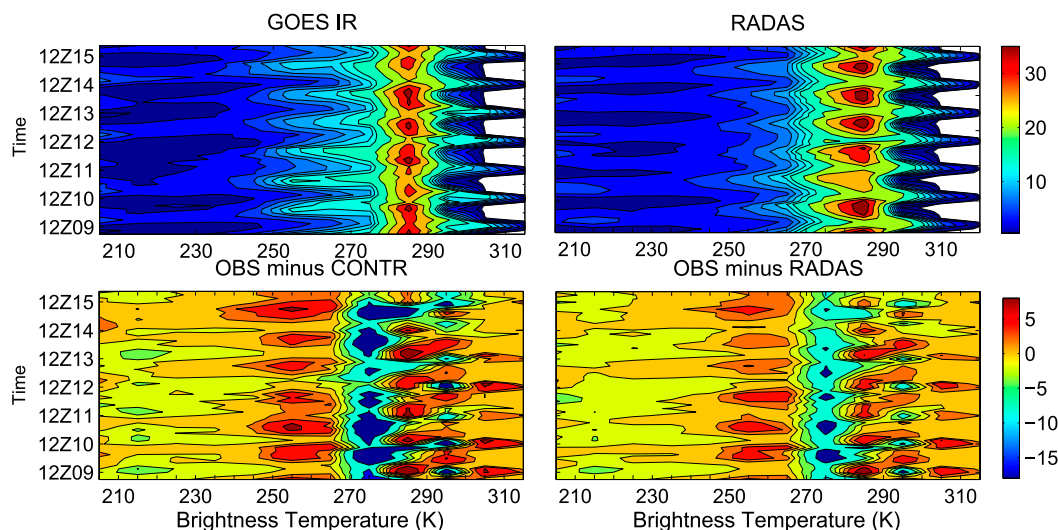 GOES IR
RADAS
Time
12Z15
12Z14
12Z13
12Z12
12Z11
12Z10
12Z09
210 230 250 270 290 310
210 230 250 270 290 310
30
20
10
OBS minus CONTR
OBS minus RADAS
Time
12Z15
12Z14
12Z13
12Z12
12Z11
12Z10
12Z09
210 230 250 270 290 310
210 230 250 270 290 310
5
0
−5
−10
−15
Brightness Temperature (K)
Brightness Temperature (K)